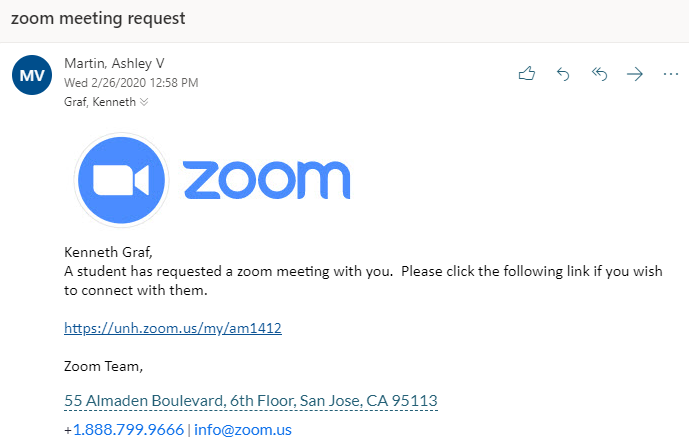 zoom meeting request
MV
Martin, Ashley V
Wed 2/26/2020 12:58 PM
Graf, Kenneth
zoom
Kenneth Graf,
A student has requested a zoom meeting with you.  Please click the following link if you wish
to connect with them.
https://unh.zoom.us/my/am1412
Zoom Team,
55 Almaden Boulevard, 6th Floor, San Jose, CA 95113
+1.888.799.9666 | info@zoom.us